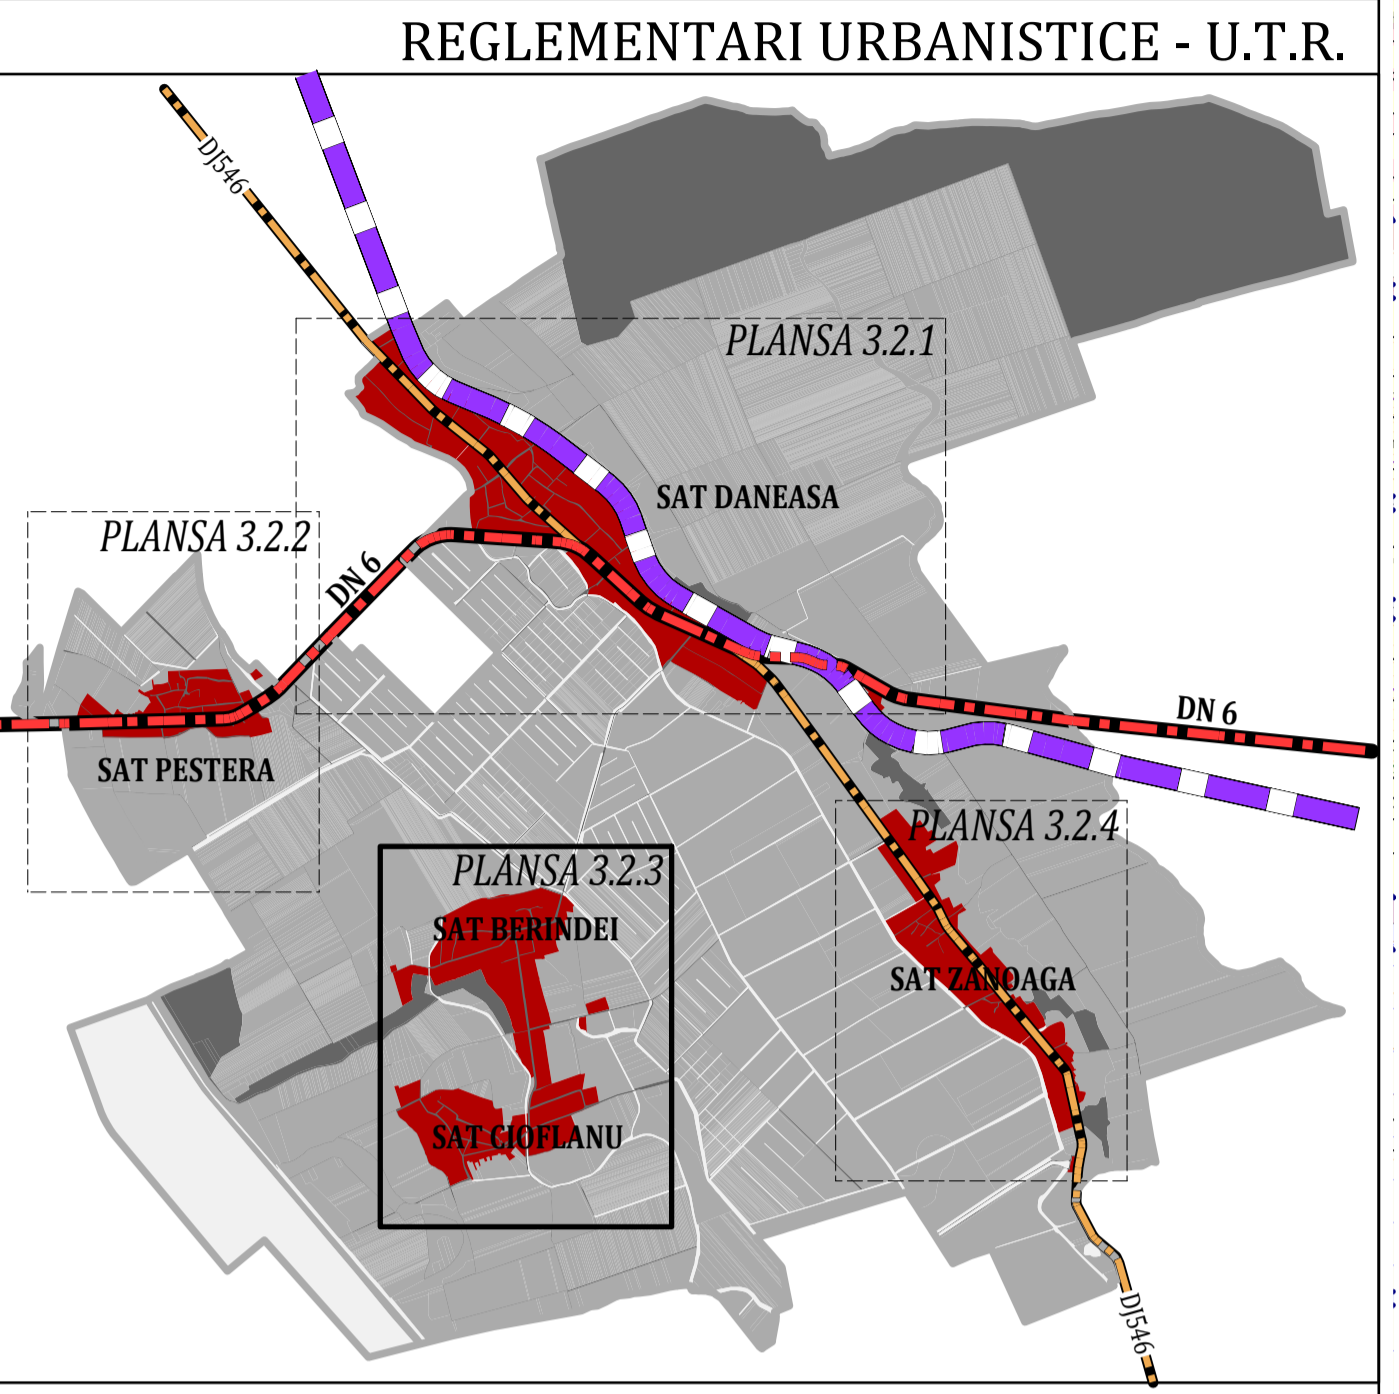 REGLEMENTARI URBANISTICE - U.T.R.
DJ546
PLANSA 3.2.1
SAT DANEASA
PLANSA 3.2.2
DN 6
DN 6
SAT PESTERA
PLANSA 3.2.4
PLANSA 3.2.3
SAT BERINDEI
SAT ZĂNOAGA
SAT CIOFLANU
DJ546